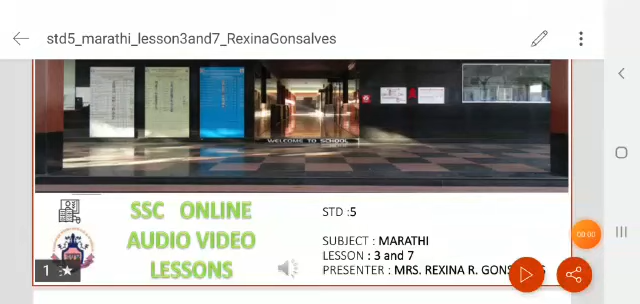 std5_marathi_lesson3and7_RexinaGonsalves
WELCOME TO SCHOOL
SSC ONLINE
AUDIO VIDEO
LESSONS
STD :5
SUBJECT : MARATHI
LESSON : 3 and 7
PRESENTER : MRS. REXINA R.
1
00:00